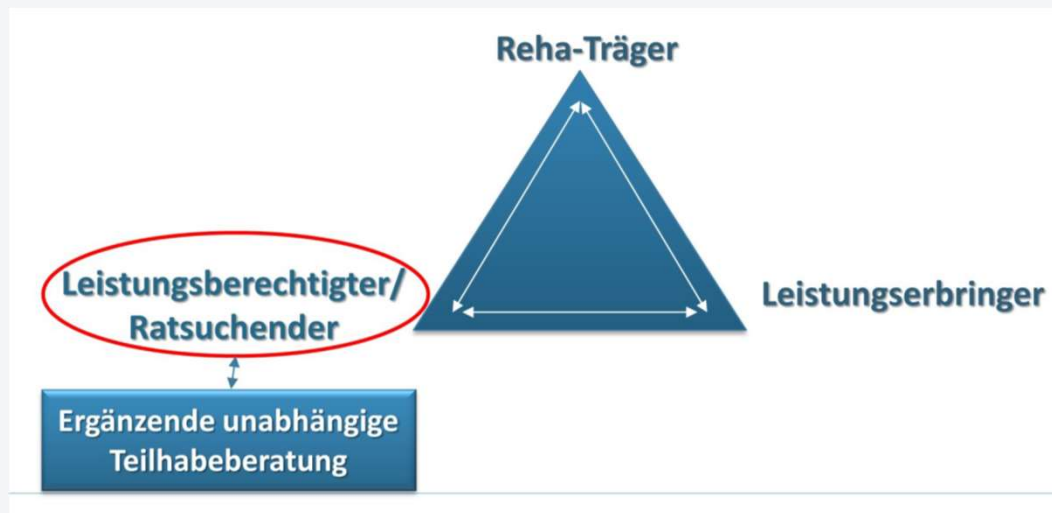 Reha-Träger
Leistungsberechtigter/
Ratsuchender
Leistungserbringer
Ergänzende unabhängige
Teilhabeberatung